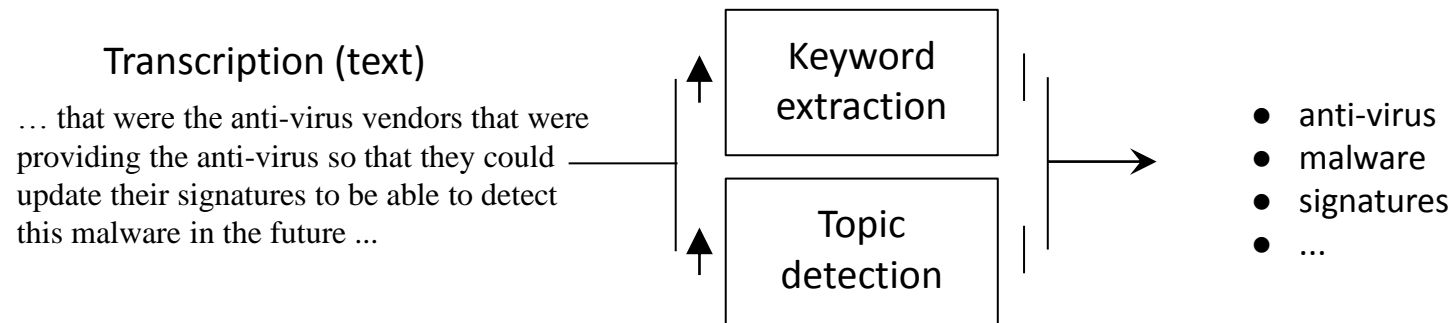 Transcription (text)
… that were the anti-virus vendors that were
providing the anti-virus so that they could
update their signatures to be able to detect
this malware in the future ...
Keyword
extraction
Topic
detection
● anti-virus
● malware
● signatures
● ...